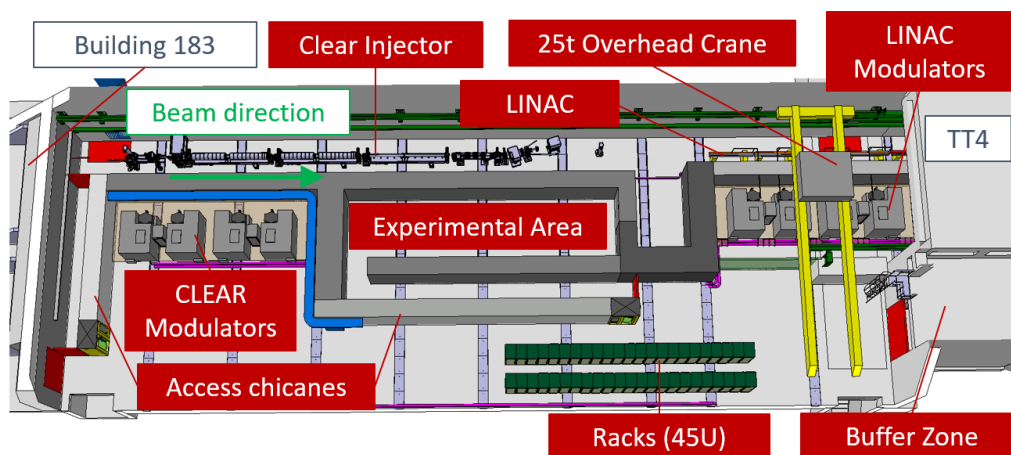 Building 183
Clear Injector
25t Overhead Crane
LINAC
Modulators
Beam direction
LINAC
TT4
Experimental Area
CLEAR
Modulators
Access chicanes
Racks (45U)
Buffer Zone